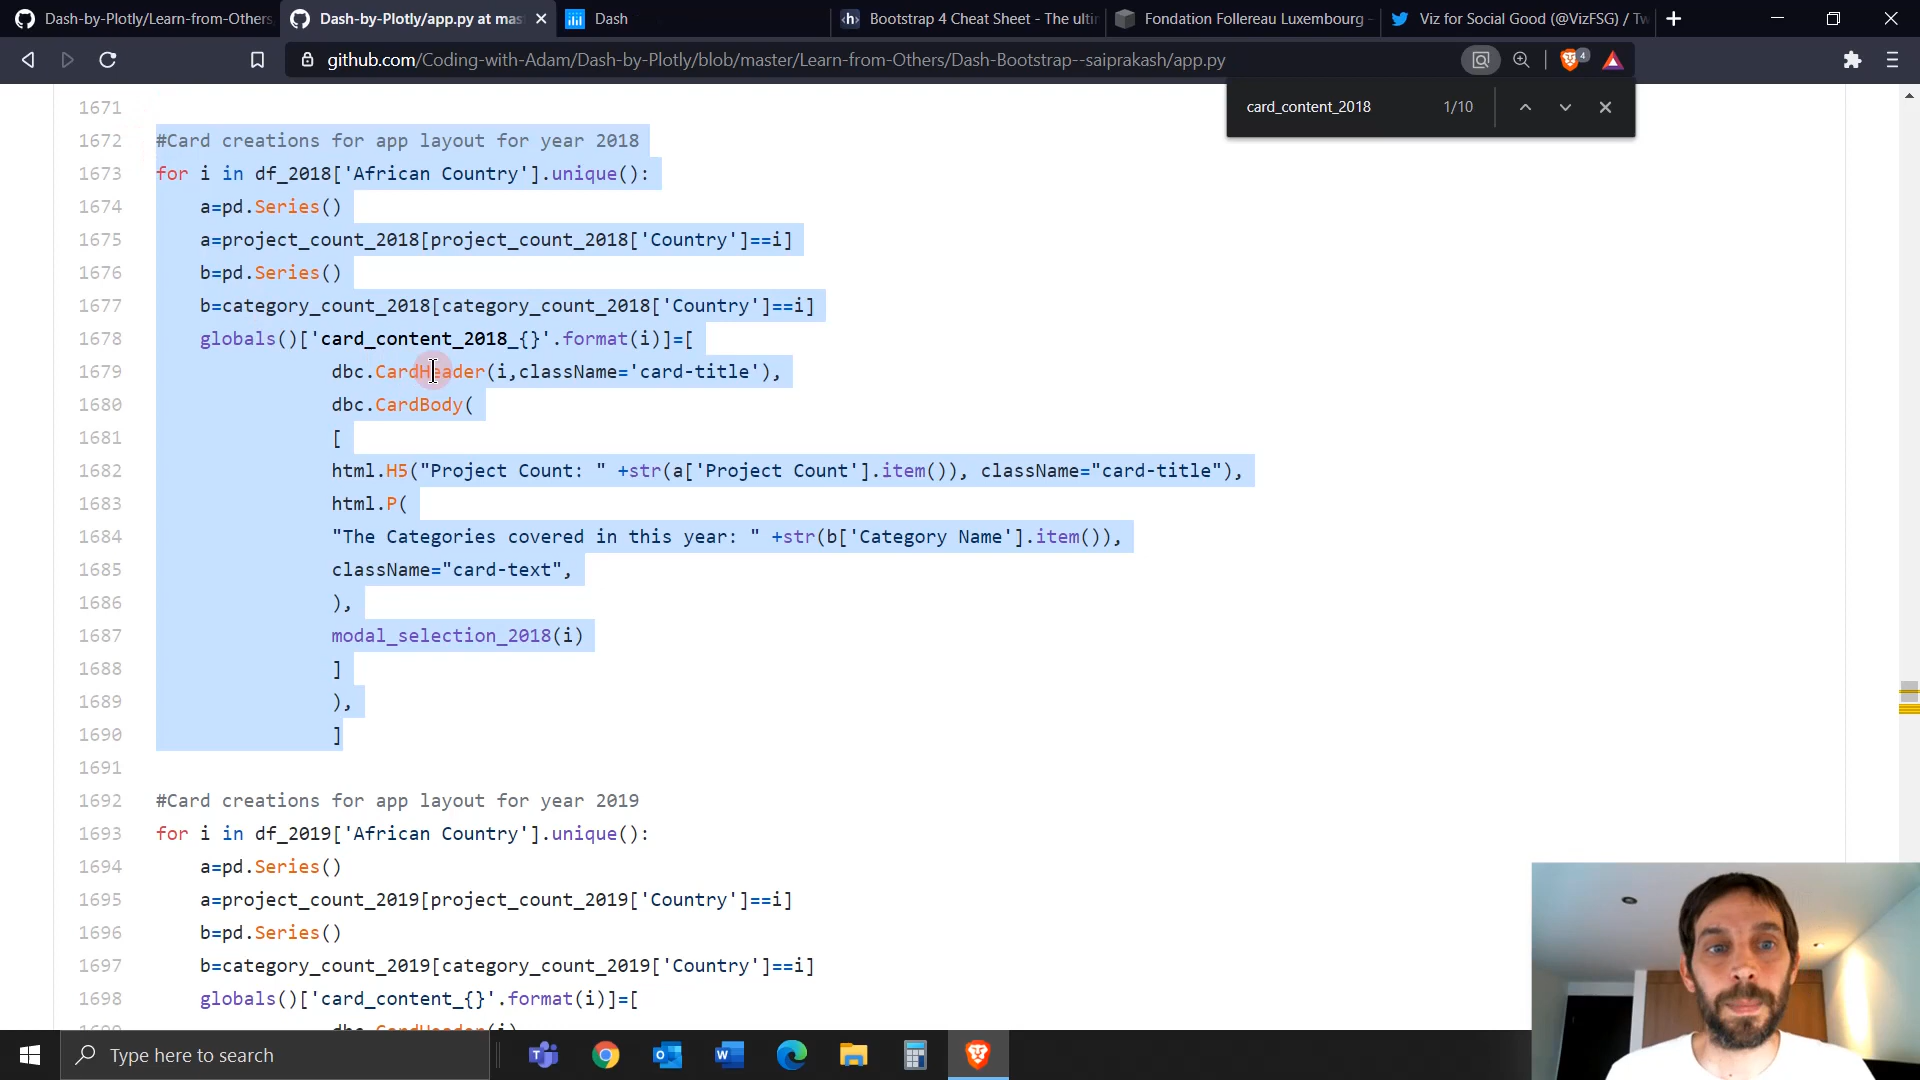 Dash-by-Plotly/Learn-from-Others,
Dash-by-Plotly/app.py at mas
Dash
Bootstrap 4 Cheat Sheet - The ultir
Fondation Follereau Luxembourg -
Viz for Social Good (@VizFSG) / Tw
github.com/Coding-with-Adam/Dash-by-Plotly/blob/master/Learn-from-Others/Dash-Bootstrap--saiprakash/app.py
4
card_content_2018 1/10
1671
1672 #Card creations for app layout for year 2018
1673 for i in df_2018['African Country'].unique():
1674 a=pd.Series()
1675 a=project_count_2018[project_count_2018['Country']==i]
1676 b=pd.Series()
1677 b=category_count_2018[category_count_2018['Country']==i]
1678 globals()['card_content_2018_{}'.format(i)]=[
1679 dbc.CardHeader(i,className='card-title'),
1680 dbc.CardBody(
1681 [
1682 html.H5("Project Count: " +str(a['Project Count'].item()), className="card-title"),
1683 html.P(
1684 "The Categories covered in this year: " +str(b['Category Name'].item()),
1685 className="card-text",
1686 ),
1687 modal_selection_2018(i)
1688 ]
1689 ),
1690 ]
1691
1692 #Card creations for app layout for year 2019
1693 for i in df_2019['African Country'].unique():
1694 a=pd.Series()
1695 a=project_count_2019[project_count_2019['Country']==i]
1696 b=pd.Series()
1697 b=category_count_2019[category_count_2019['Country']==i]
1698 globals()['card_content_{}'.format(i)]=[
1699 dbc.CardHeader(i)
Type here to search